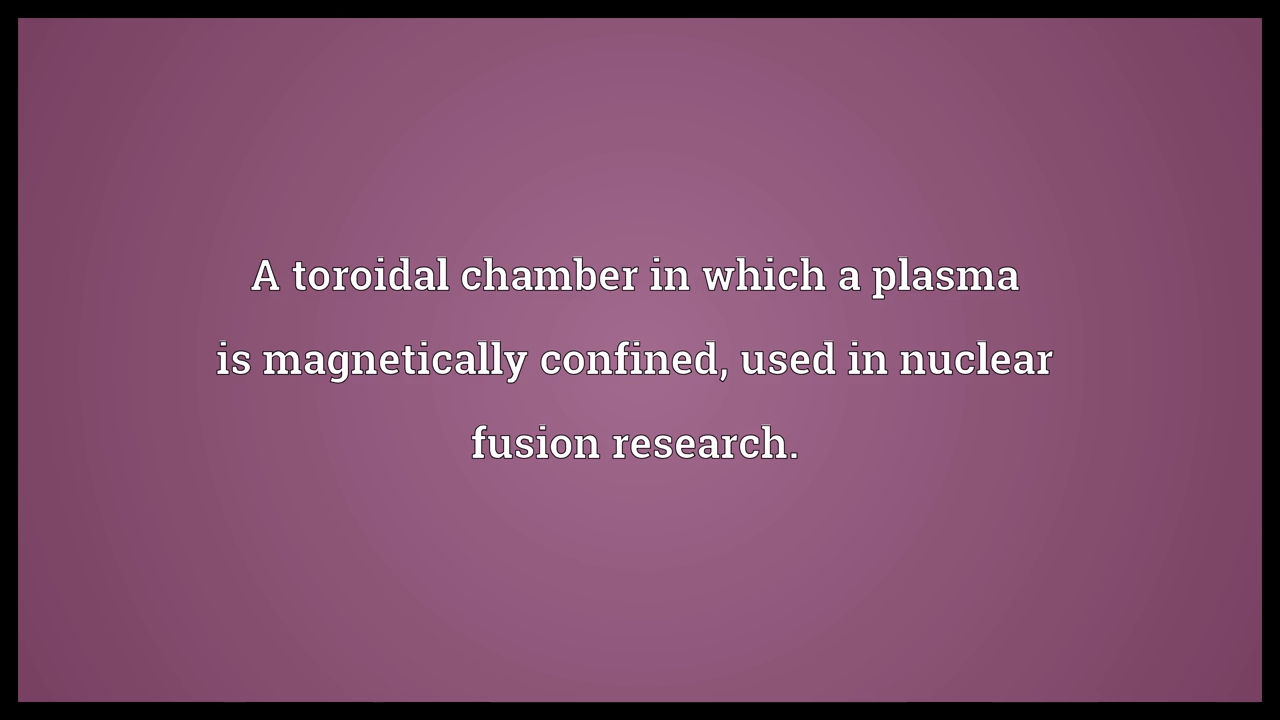 A toroidal chamber in which a plasma
is magnetically confined, used in nuclear
fusion research.